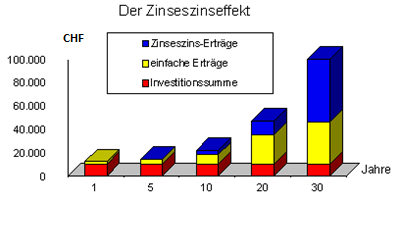 Der Zinseszinseffekt
CHF
Zinseszins-Erträge
einfache Erträge
Investitionssumme
100.000
80.000
60.000
40.000
20.000
0
1 5 10 20 30
Jahre